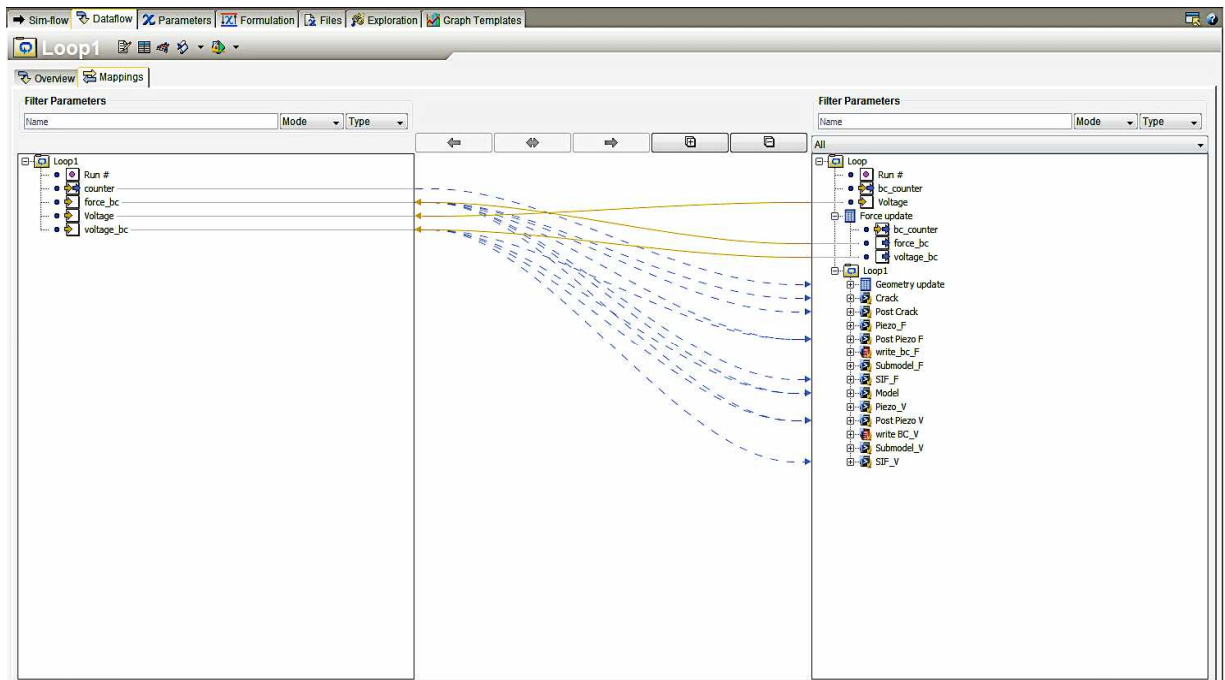 Sim-flow Dataflow Parameters Formulation Files Exploration Graph Templates
Loop1
Overview Mappings
Filter Parameters
Name Mode Type
Loop1
Run #
counter
force_bc
Voltage
voltage_bc
Filter Parameters
Name Mode Type
All
Loop
Run #
bc_counter
Voltage
Force update
bc_counter
force_bc
voltage_bc
Loop1
Geometry update
Crack
Post Crack
Piezo_F
Post Piezo F
write_bc_F
Submodel_F
SIF_F
Model
Piezo_V
Post Piezo V
write BC_V
Submodel_V
SIF_V